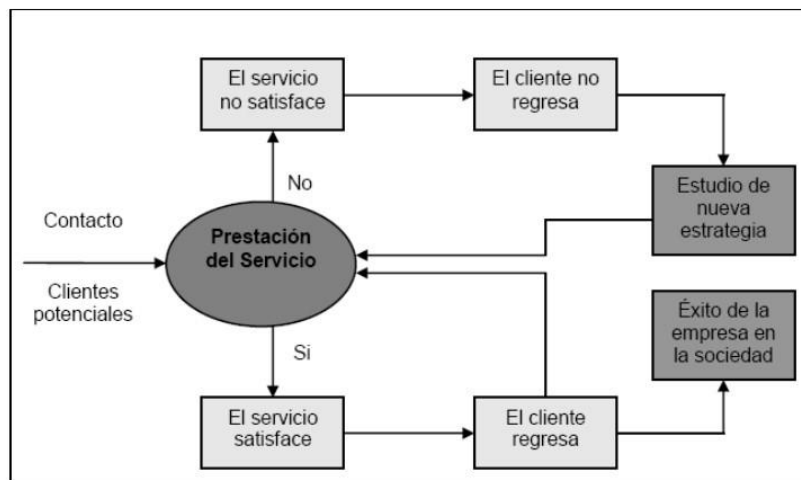 El servicio
no satisface
El cliente no
regresa
No
Estudio de
nueva
estrategia
Contacto
Prestación
del Servicio
Clientes
potenciales
Si
Éxito de la
empresa en
la sociedad
El servicio
satisface
El cliente
regresa